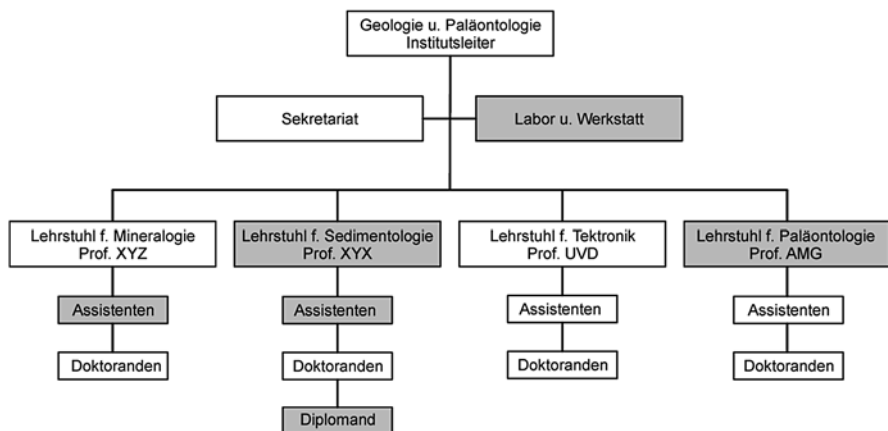 Geologie u. Paläontologie
Institutsleiter
Sekretariat
Labor u. Werkstatt
Lehrstuhl f. Mineralogie
Prof. XYZ
Lehrstuhl f. Sedimentologie
Prof. XYX
Lehrstuhl f. Tektronik
Prof. UVD
Lehrstuhl f. Paläontologie
Prof. AMG
Assistenten
Assistenten
Assistenten
Assistenten
Doktoranden
Doktoranden
Doktoranden
Doktoranden
Diplomand